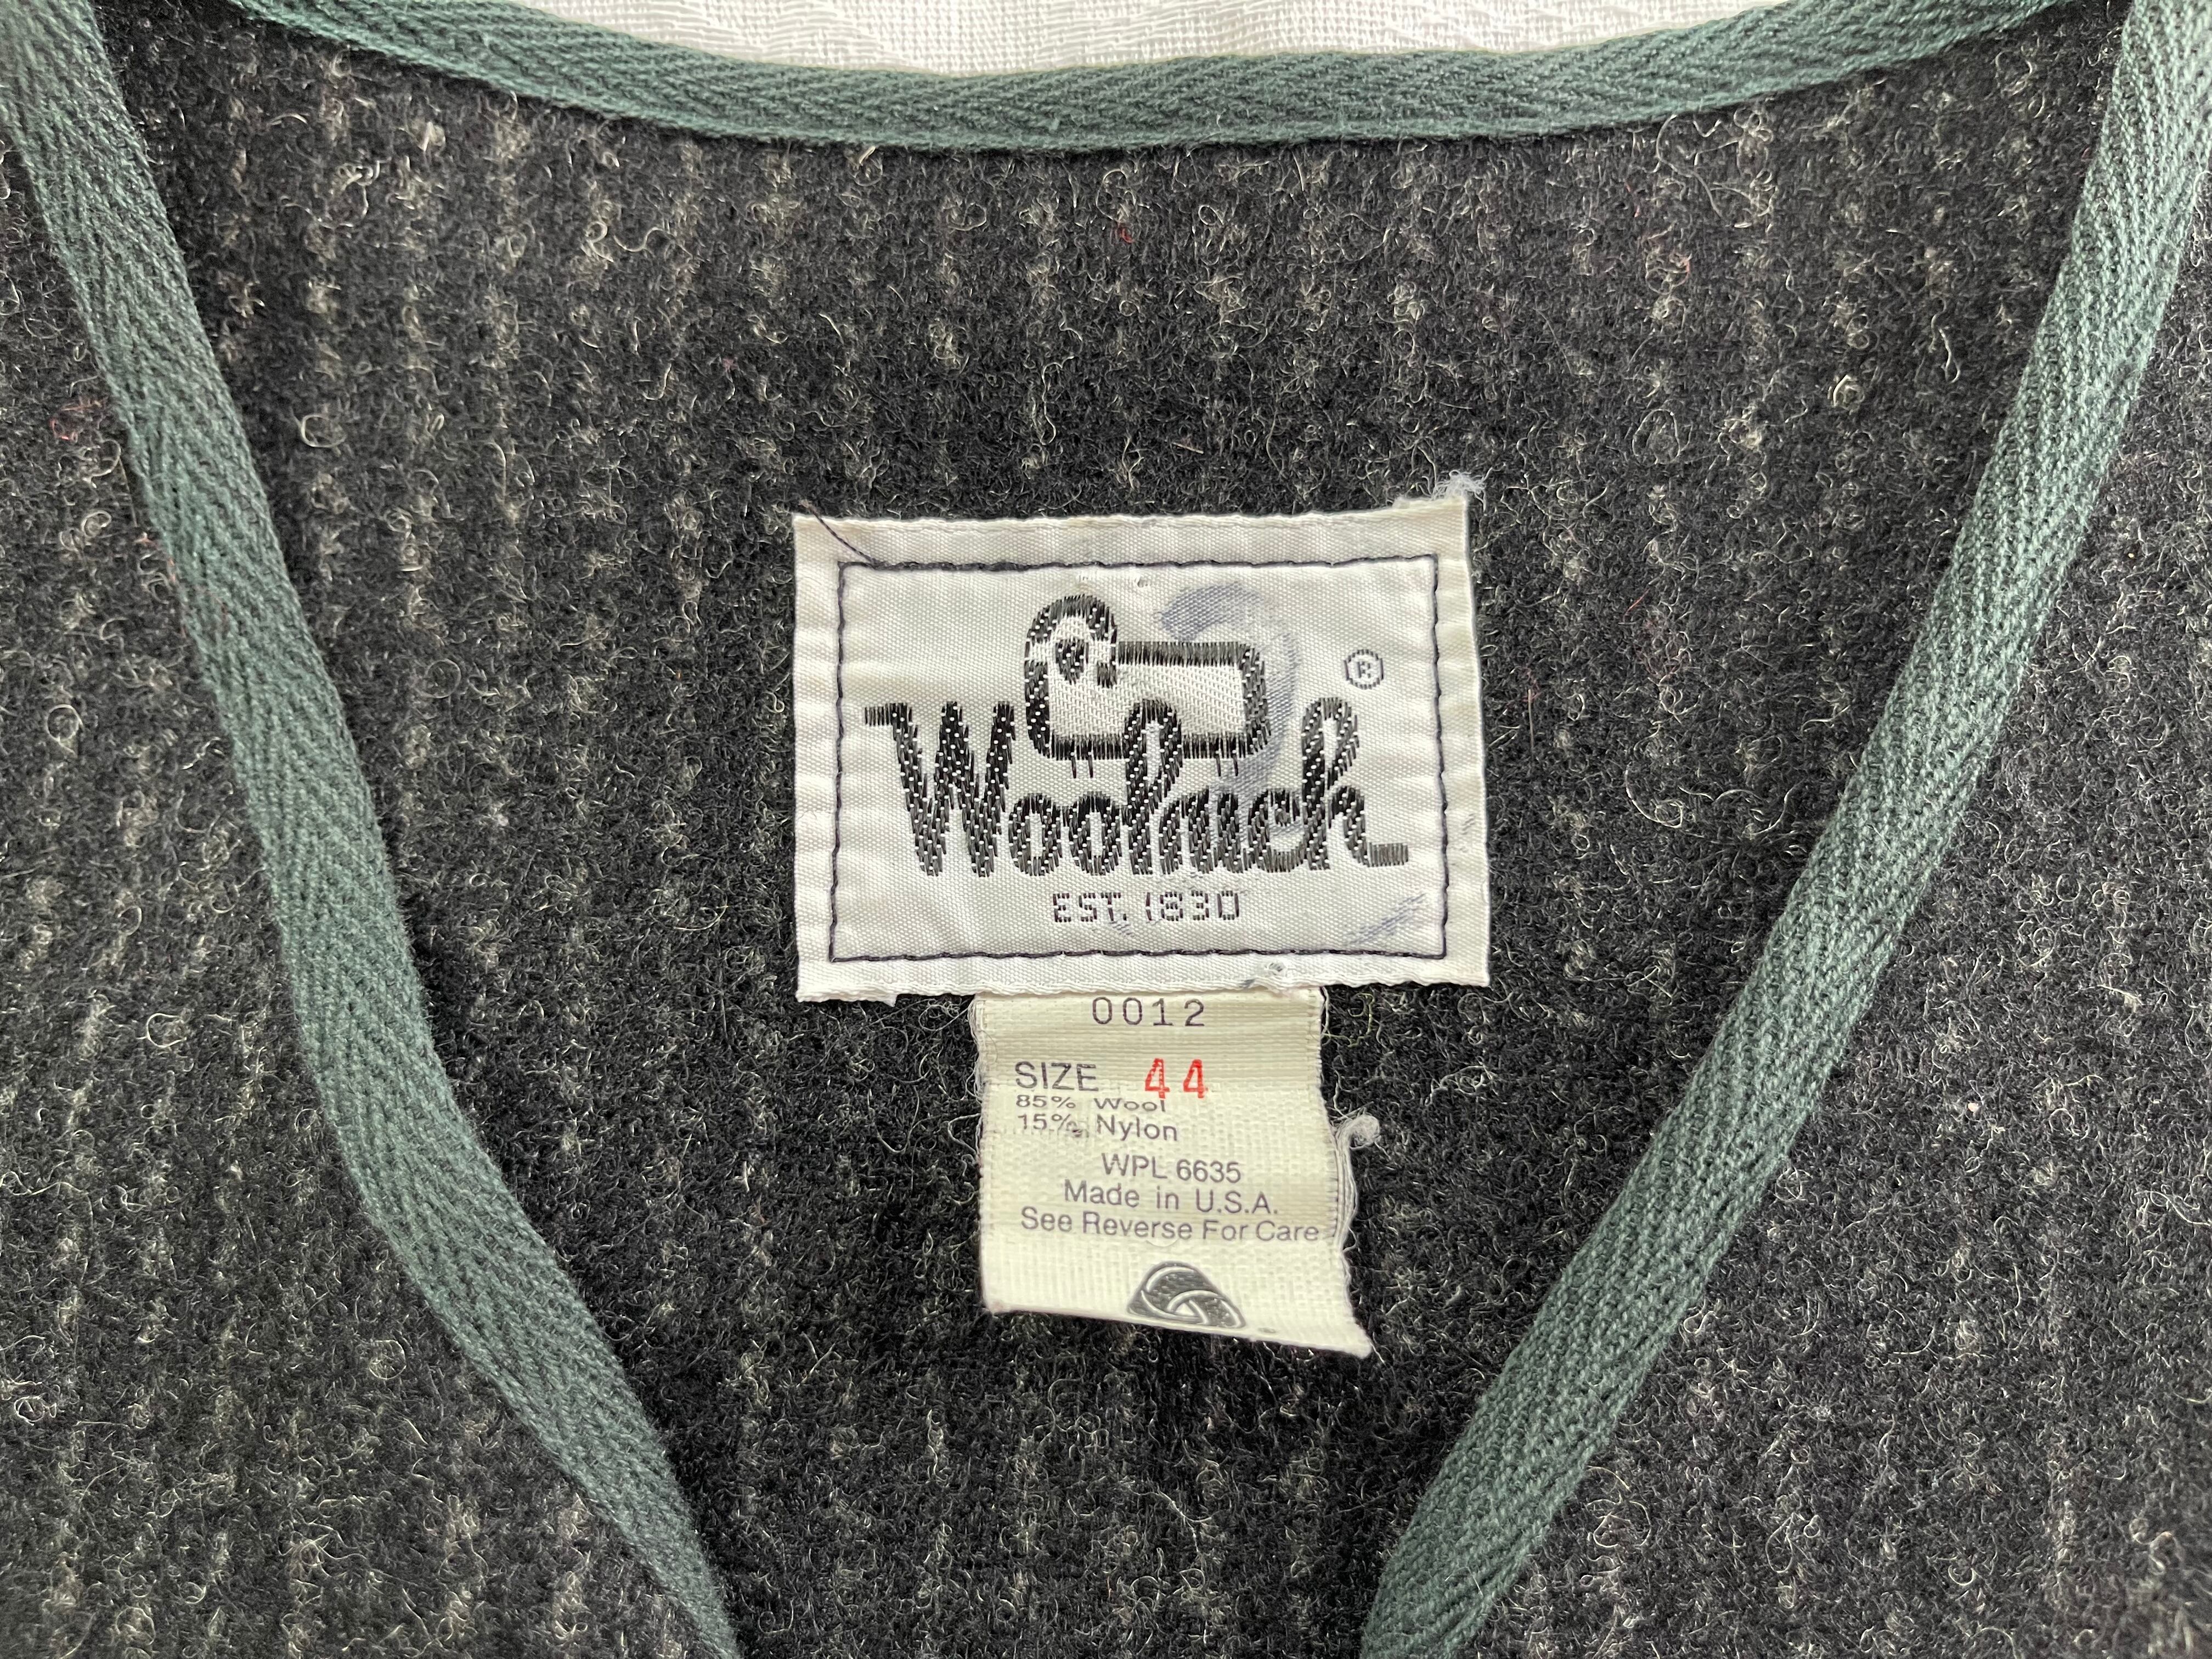 ®
Woolrich
EST. 1830
0012
SIZE 44
85% Wool
15% Nylon
WPL 6635
Made in U.S.A.
See Reverse For Care